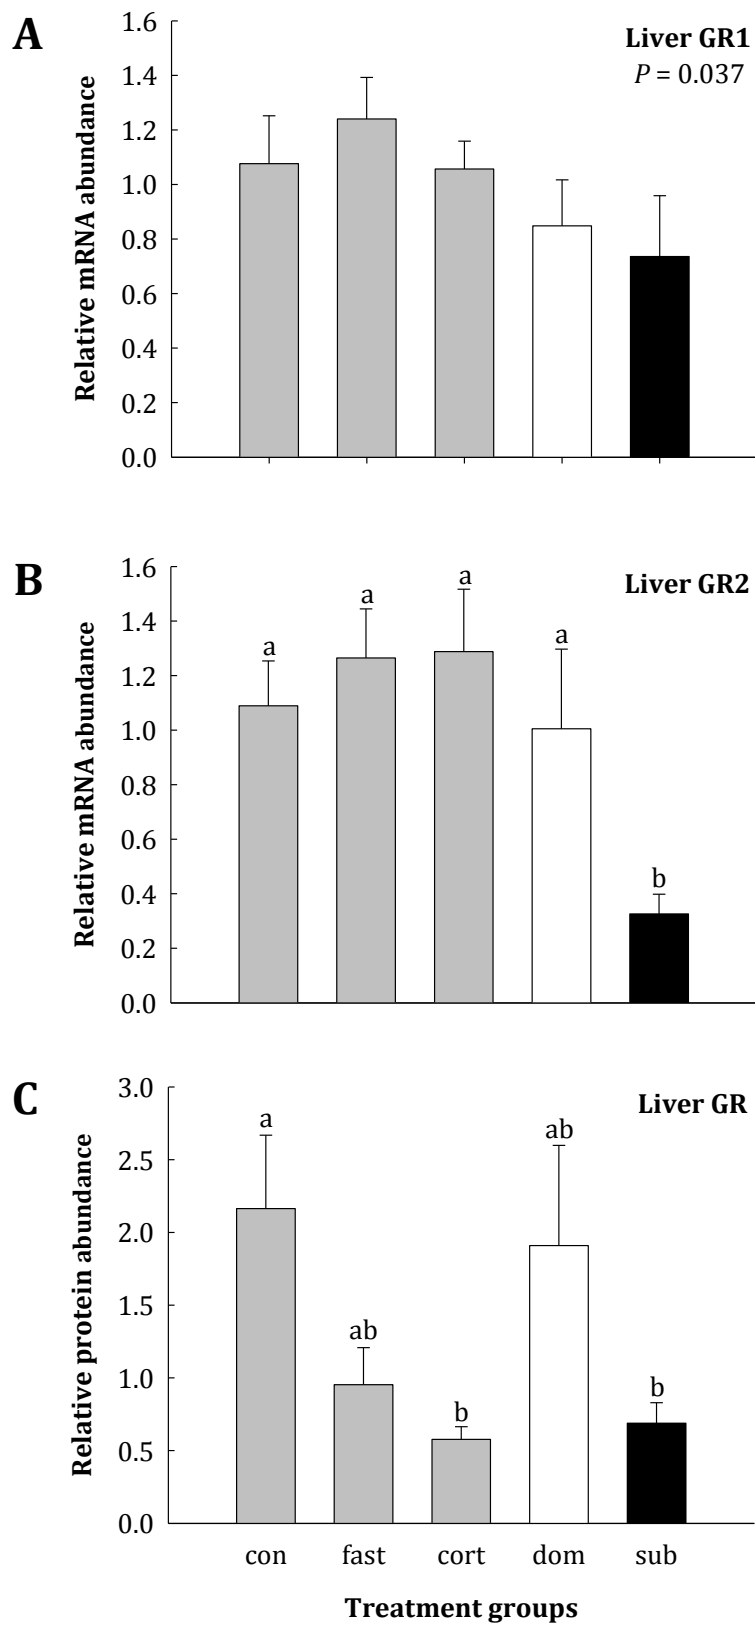 A
Liver GR1
P = 0.037
Relative mRNA abundance
1.6
1.4
1.2
1.0
0.8
0.6
0.4
0.2
0.0
B
Liver GR2
Relative mRNA abundance
1.6
1.4
1.2
1.0
0.8
0.6
0.4
0.2
0.0
a
a
a
a
b
C
Liver GR
Relative protein abundance
3.0
2.5
2.0
1.5
1.0
0.5
0.0
a
ab
b
ab
b
con fast cort dom sub
Treatment groups